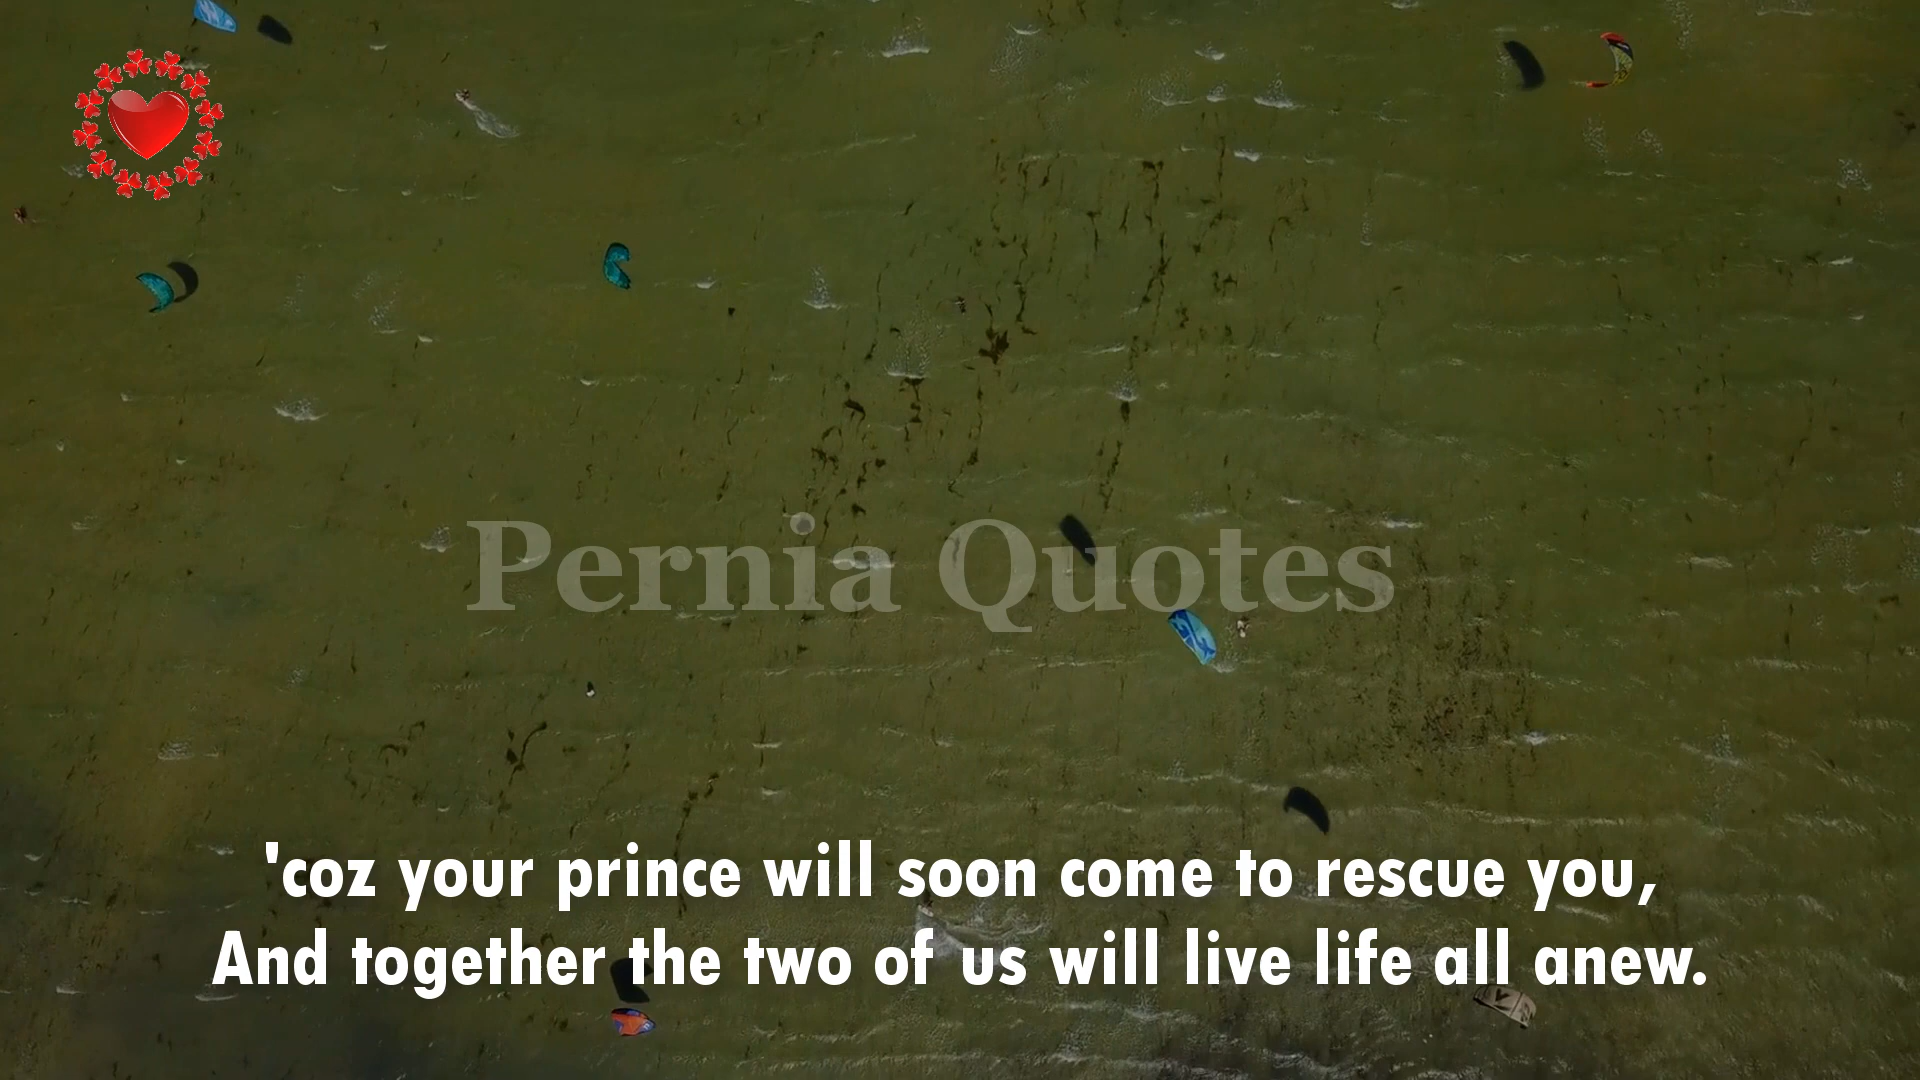 Pernia Quotes
'coz your prince will soon come to rescue you,
And together the two of us will live life all anew.